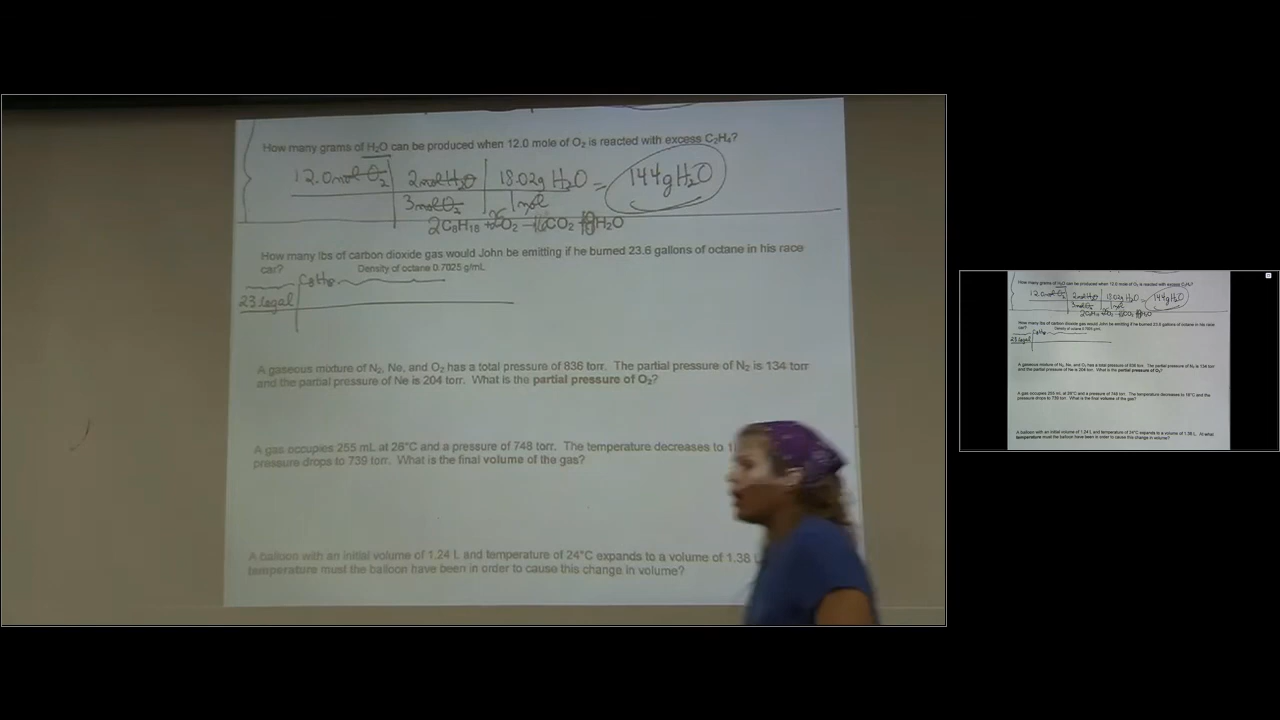 How many grams of H₂O can be produced when 12.0 mole of O₂ is reacted with excess C₂H₄?
12.0 mol O₂ | 2 mol H₂O | 18.02g H₂O = 144g H₂O
3 mol O₂ | 1 mol
2C₈H₁₈ + 25O₂ → 16CO₂ + 18H₂O
How many lbs of carbon dioxide gas would John be emitting if he burned 23.6 gallons of octane in his race
car? Density of octane 0.7025 g/mL
C₈H₁₈
23.6gal
A gaseous mixture of N₂, Ne, and O₂ has a total pressure of 836 torr. The partial pressure of N₂ is 134 torr
and the partial pressure of Ne is 204 torr. What is the partial pressure of O₂?
A gas occupies 255 mL at 28°C and a pressure of 748 torr. The temperature decreases to
pressure drops to 739 torr. What is the final volume of the gas?
A balloon with an initial volume of 1.24 L and temperature of 24°C expands to a volume of 1.38
temperature must the balloon have been in order to cause this change in volume?